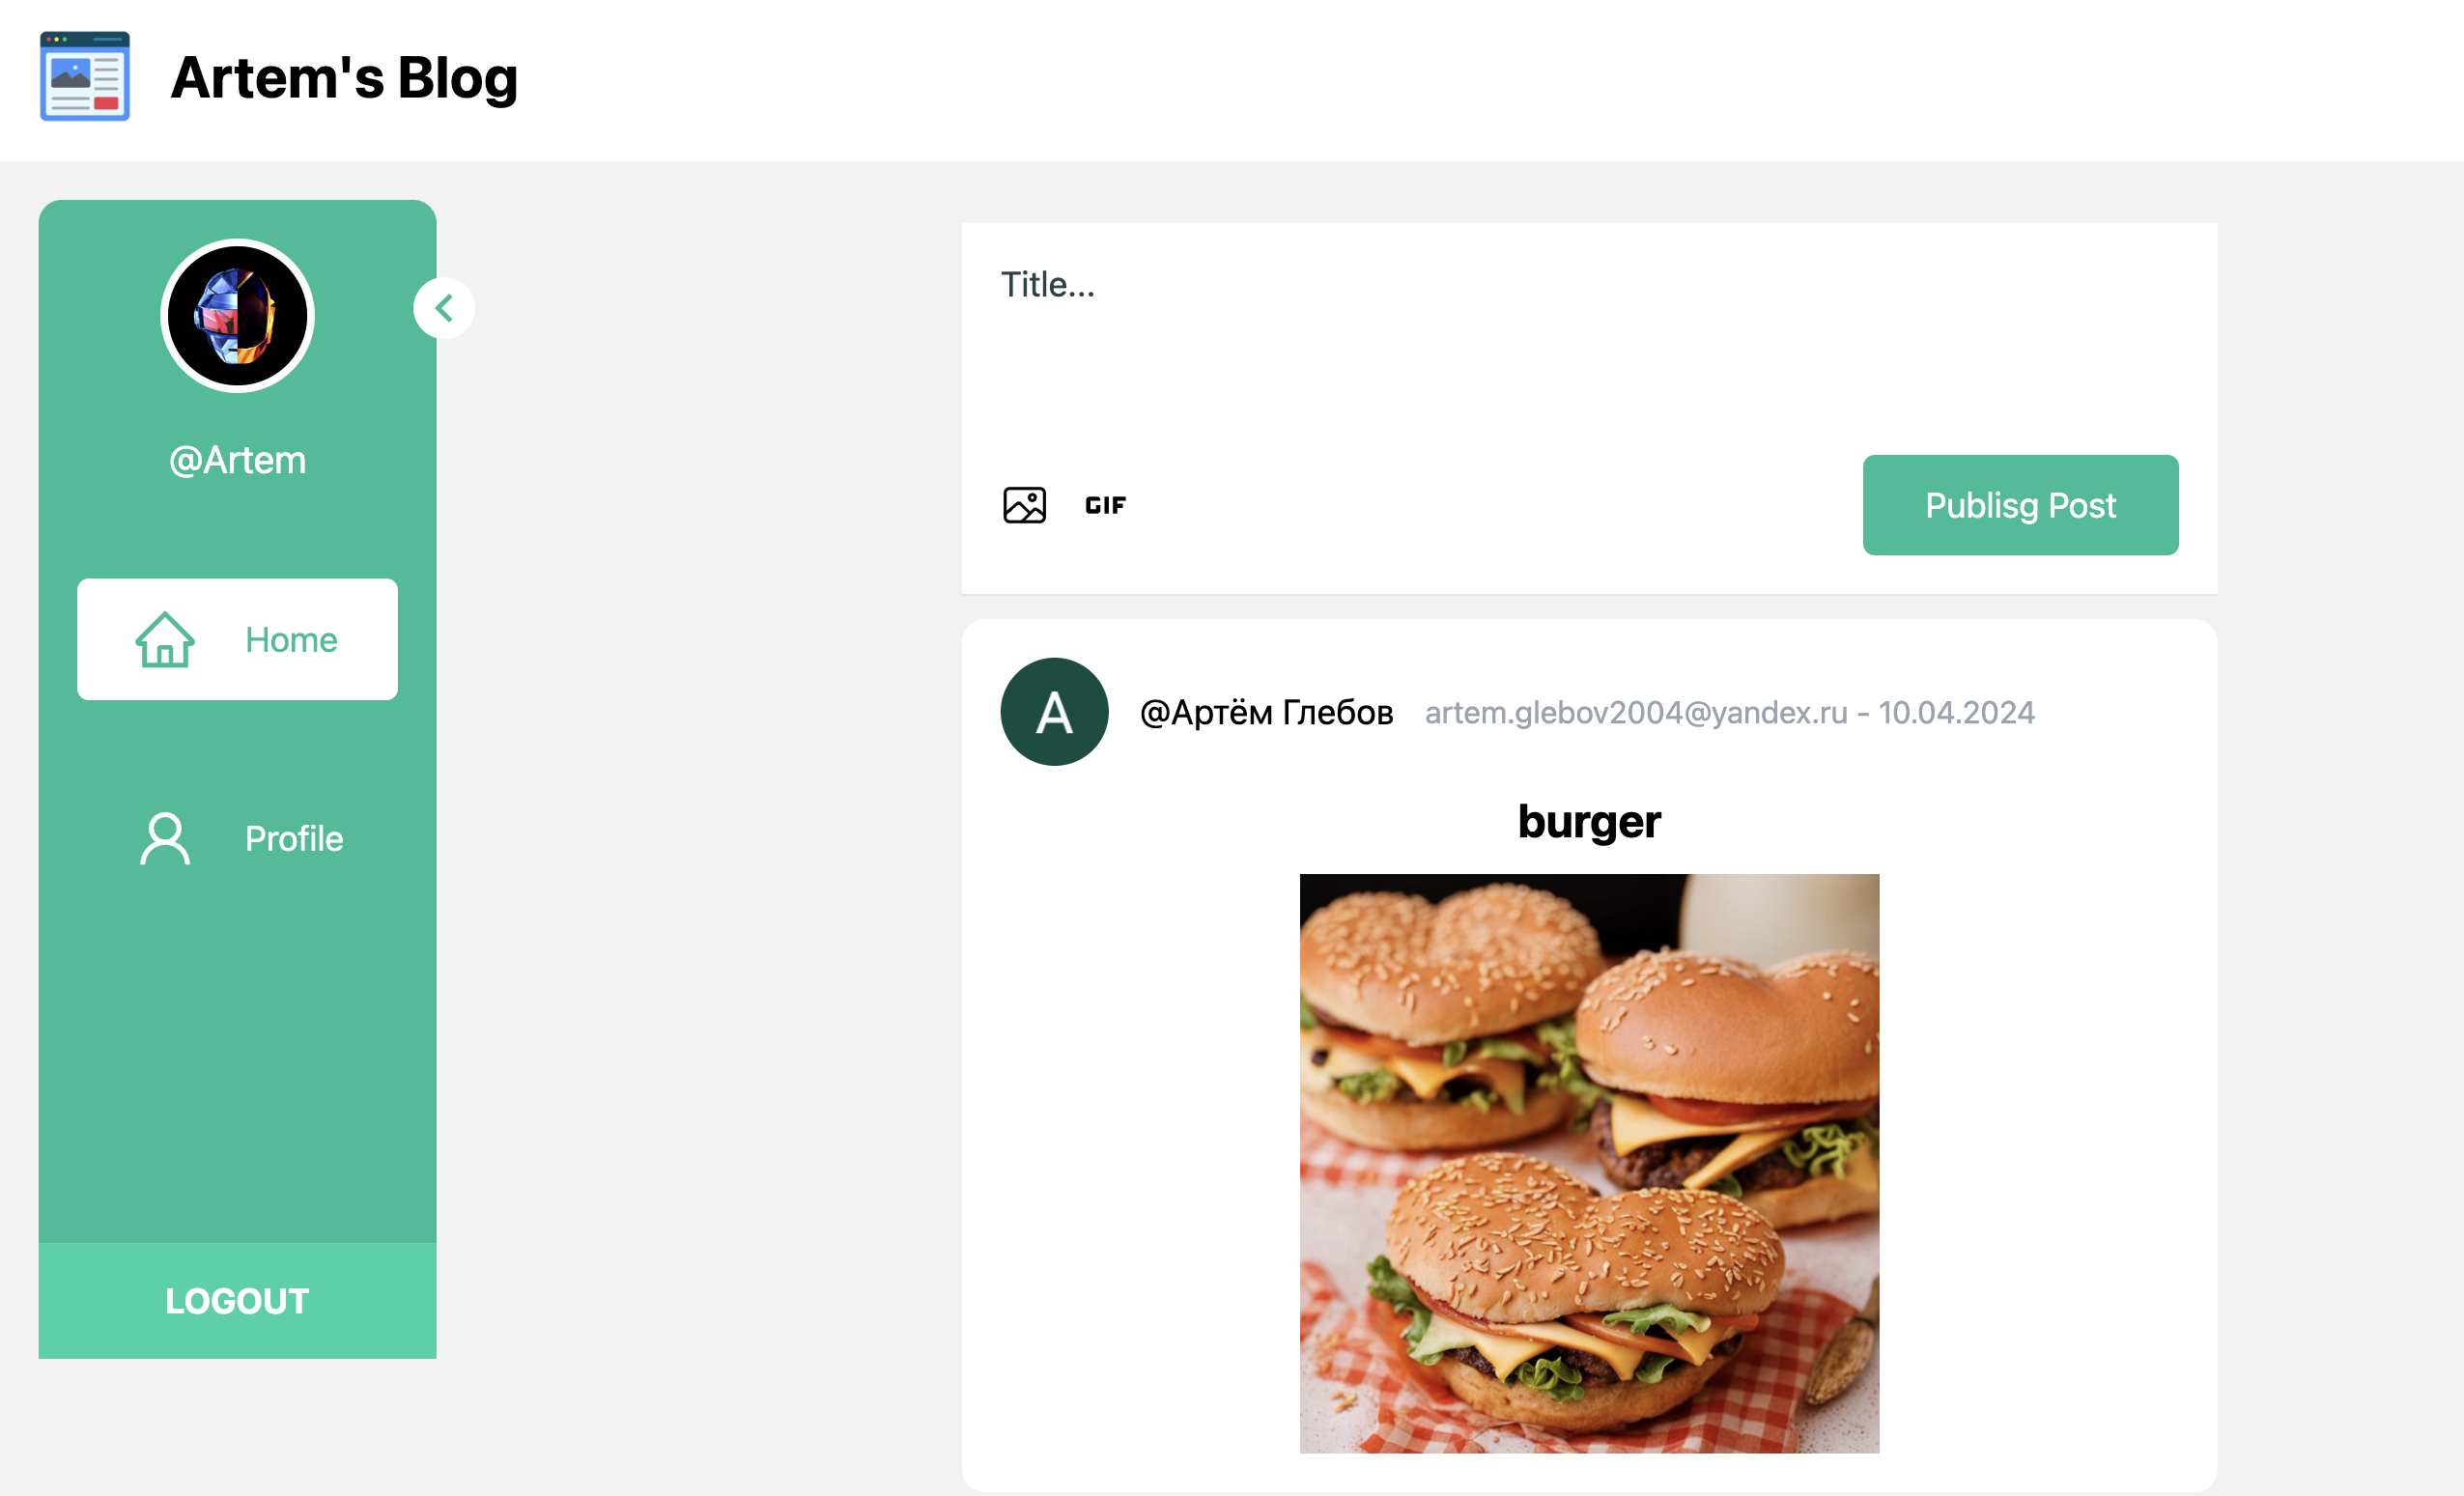 Artem's Blog
@Artem
Home
Profile
LOGOUT
Title...
GIF
Publisg Post
A
@Артём Глебов artem.glebov2004@yandex.ru - 10.04.2024
burger